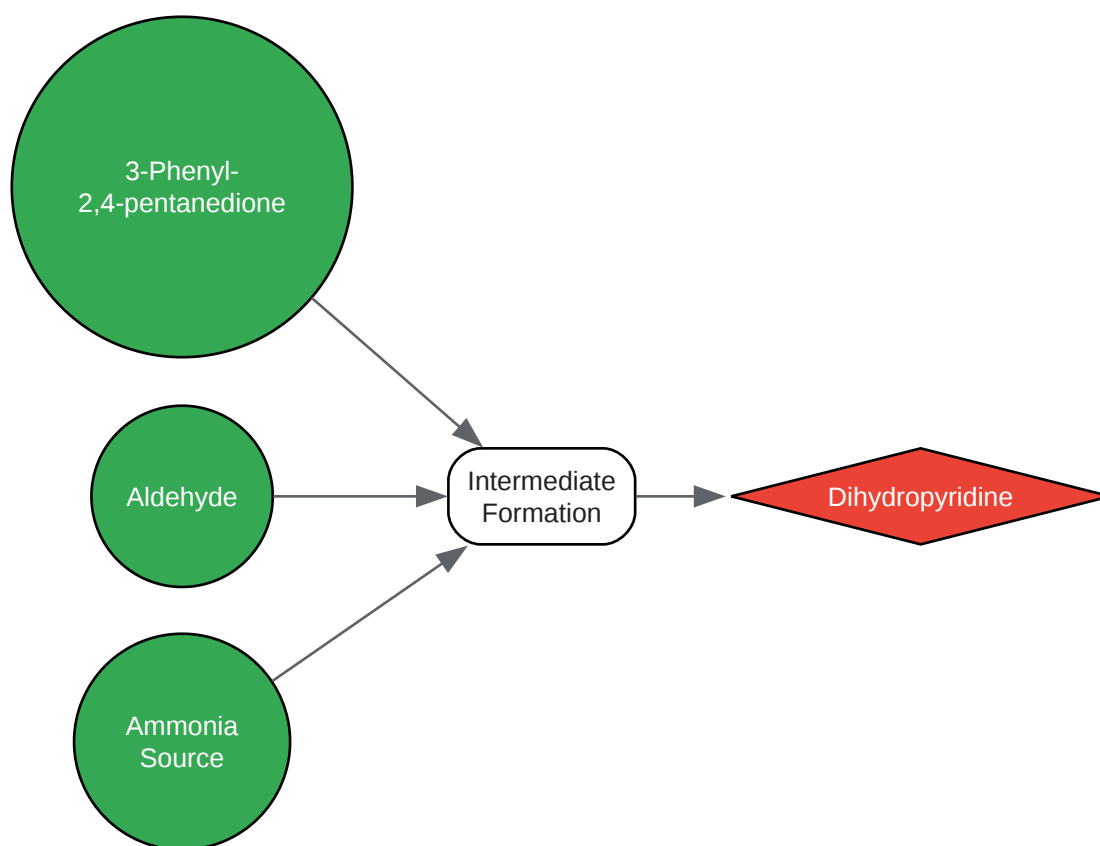 3-Phenyl-
2,4-pentanedione
Aldehyde
Intermediate
Formation
Dihydropyridine
Ammonia
Source